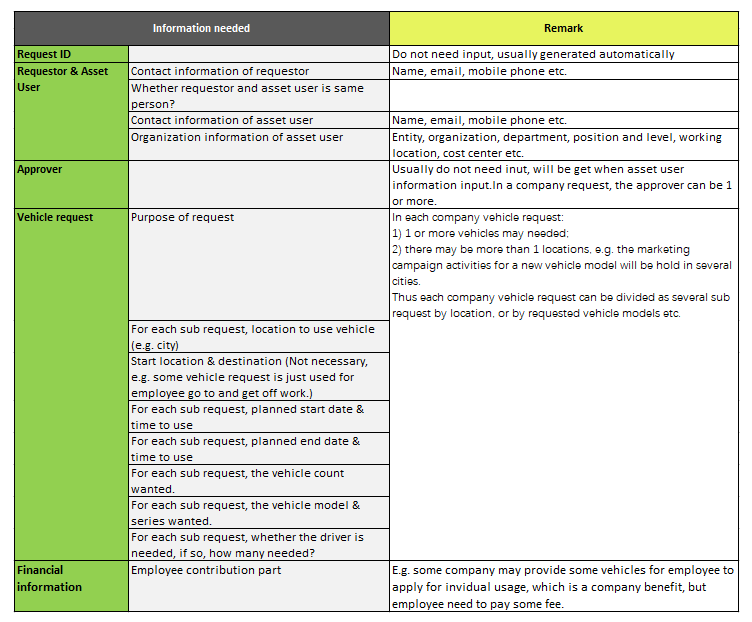 Information needed
Remark
Request ID
Do not need input, usually generated automatically
Requestor & Asset
User
Contact information of requestor
Name, email, mobile phone etc.
Whether requestor and asset user is same
person?
Contact information of asset user
Name, email, mobile phone etc.
Organization information of asset user
Entity, organization, department, position and level, working
location, cost center etc.
Approver
Usually do not need inut, will be get when asset user
information input.In a company request, the approver can be 1
or more.
Vehicle request
Purpose of request
In each company vehicle request:
1) 1 or more vehicles may needed;
2) there may be more than 1 locations, e.g. the marketing
campaign activities for a new vehicle model will be hold in several
cities.
Thus each company vehicle request can be divided as several sub
request by location, or by requested vehicle models etc.
For each sub request, location to use vehicle
(e.g. city)
Start location & destination (Not necessary,
e.g. some vehicle request is just used for
employee go to and get off work.)
For each sub request, planned start date &
time to use
For each sub request, planned end date &
time to use
For each sub request, the vehicle count
wanted.
For each sub request, the vehicle model &
series wanted.
For each sub request, whether the driver is
needed, if so, how many needed?
Financial
information
Employee contribution part
E.g. some company may provide some vehicles for employee to
apply for invidual usage, which is a company benefit, but
employee need to pay some fee.